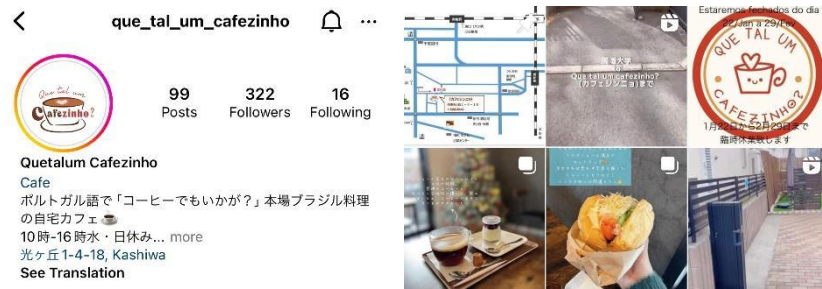 que_tal_um_cafezinho
Que tal um
Cafezinho?
99
322
16
Posts
Followers
Following
Quetalum Cafezinho
Cafe
ポルトガル語で「コーヒーでもいかが？」本場ブラジル料理
の自宅カフェ☕
10時-16時水・日休み... more
光ヶ丘1-4-18, Kashiwa
See Translation
麗澤大学
Que tal um cafezinho?
(カフェジンニョ)まで
Estaremos fechados do dia
22/Jan a 29/Fev
QUE TAL UM
CAFEZINHO?
1月22日から2月29日まで
臨時休業致します